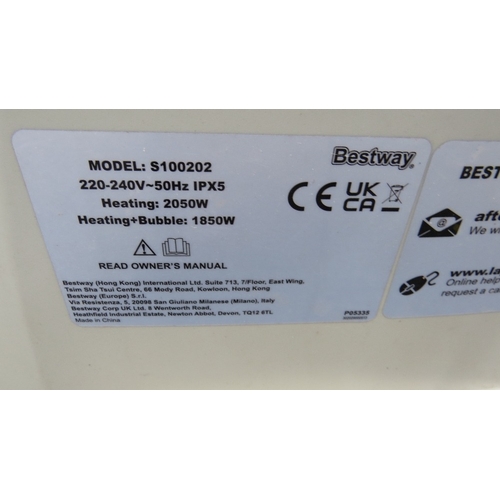 MODEL: S100202
220-240V~50Hz IPX5
Heating: 2050W
Heating+Bubble: 1850W
READ OWNER'S MANUAL
Bestway
CE UK CA
Bestway (Hong Kong) International Ltd. Suite 713, 7/Floor, East Wing,
Tsim Sha Tsui Centre, 66 Mody Road, Kowloon, Hong Kong
Bestway (Europe) S.r.l.
Via Resistenza, 5, 20098 San Giuliano Milanese (Milano), Italy
Bestway Corp UK Ltd. 8 Wentworth Road,
Heathfield Industrial Estate, Newton Abbot, Devon, TQ12 6TL
Made in China
P05335
BEST
afte
We wi
www.la
Online help
request a ca